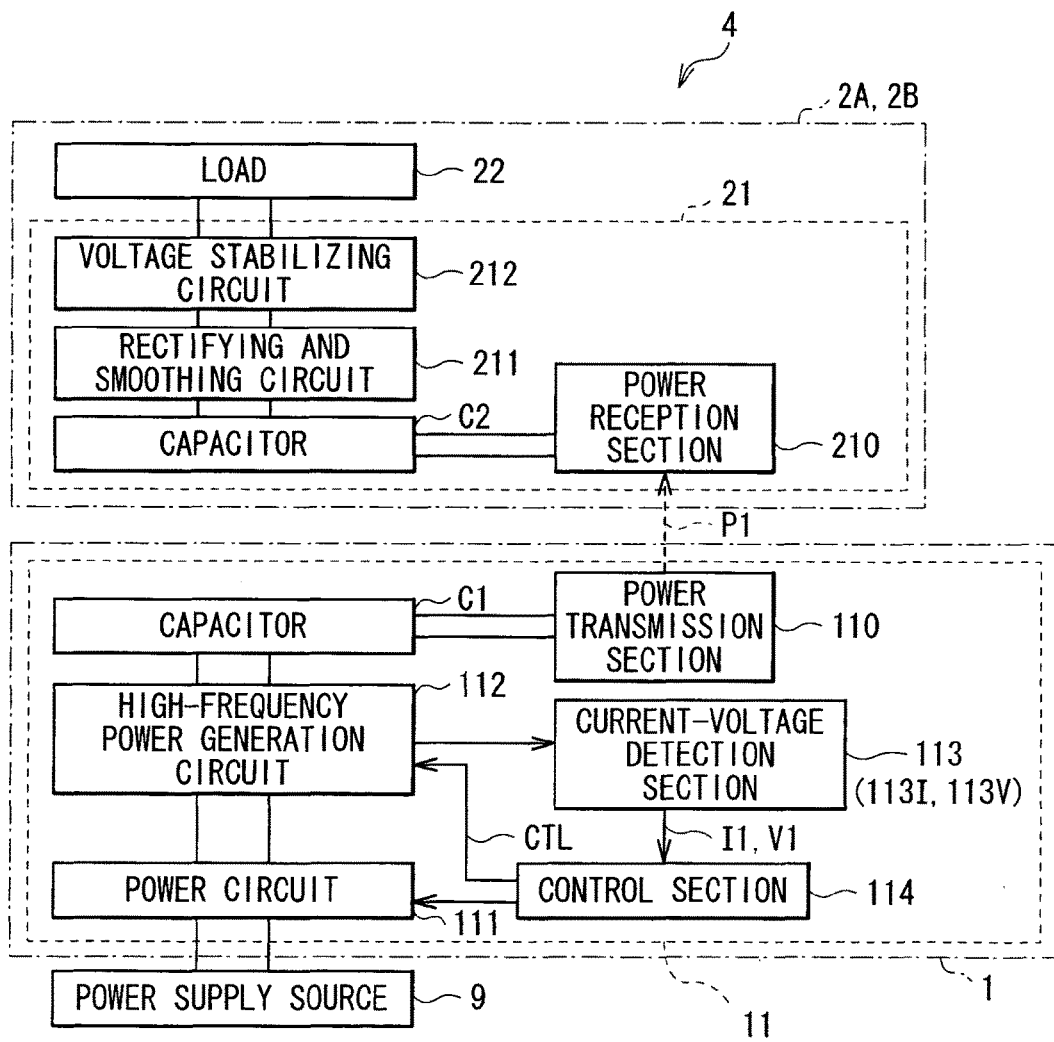 4
2A, 2B
LOAD
22
21
VOLTAGE STABILIZING
CIRCUIT
212
RECTIFYING AND
SMOOTHING CIRCUIT
211
POWER
RECEPTION
SECTION
210
C2
CAPACITOR
P1
C1
CAPACITOR
POWER
TRANSMISSION
SECTION
110
112
HIGH-FREQUENCY
POWER GENERATION
CIRCUIT
CURRENT-VOLTAGE
DETECTION
SECTION
113
(113I, 113V)
CTL
I1, V1
POWER CIRCUIT
111
CONTROL SECTION
114
POWER SUPPLY SOURCE
9
11
1